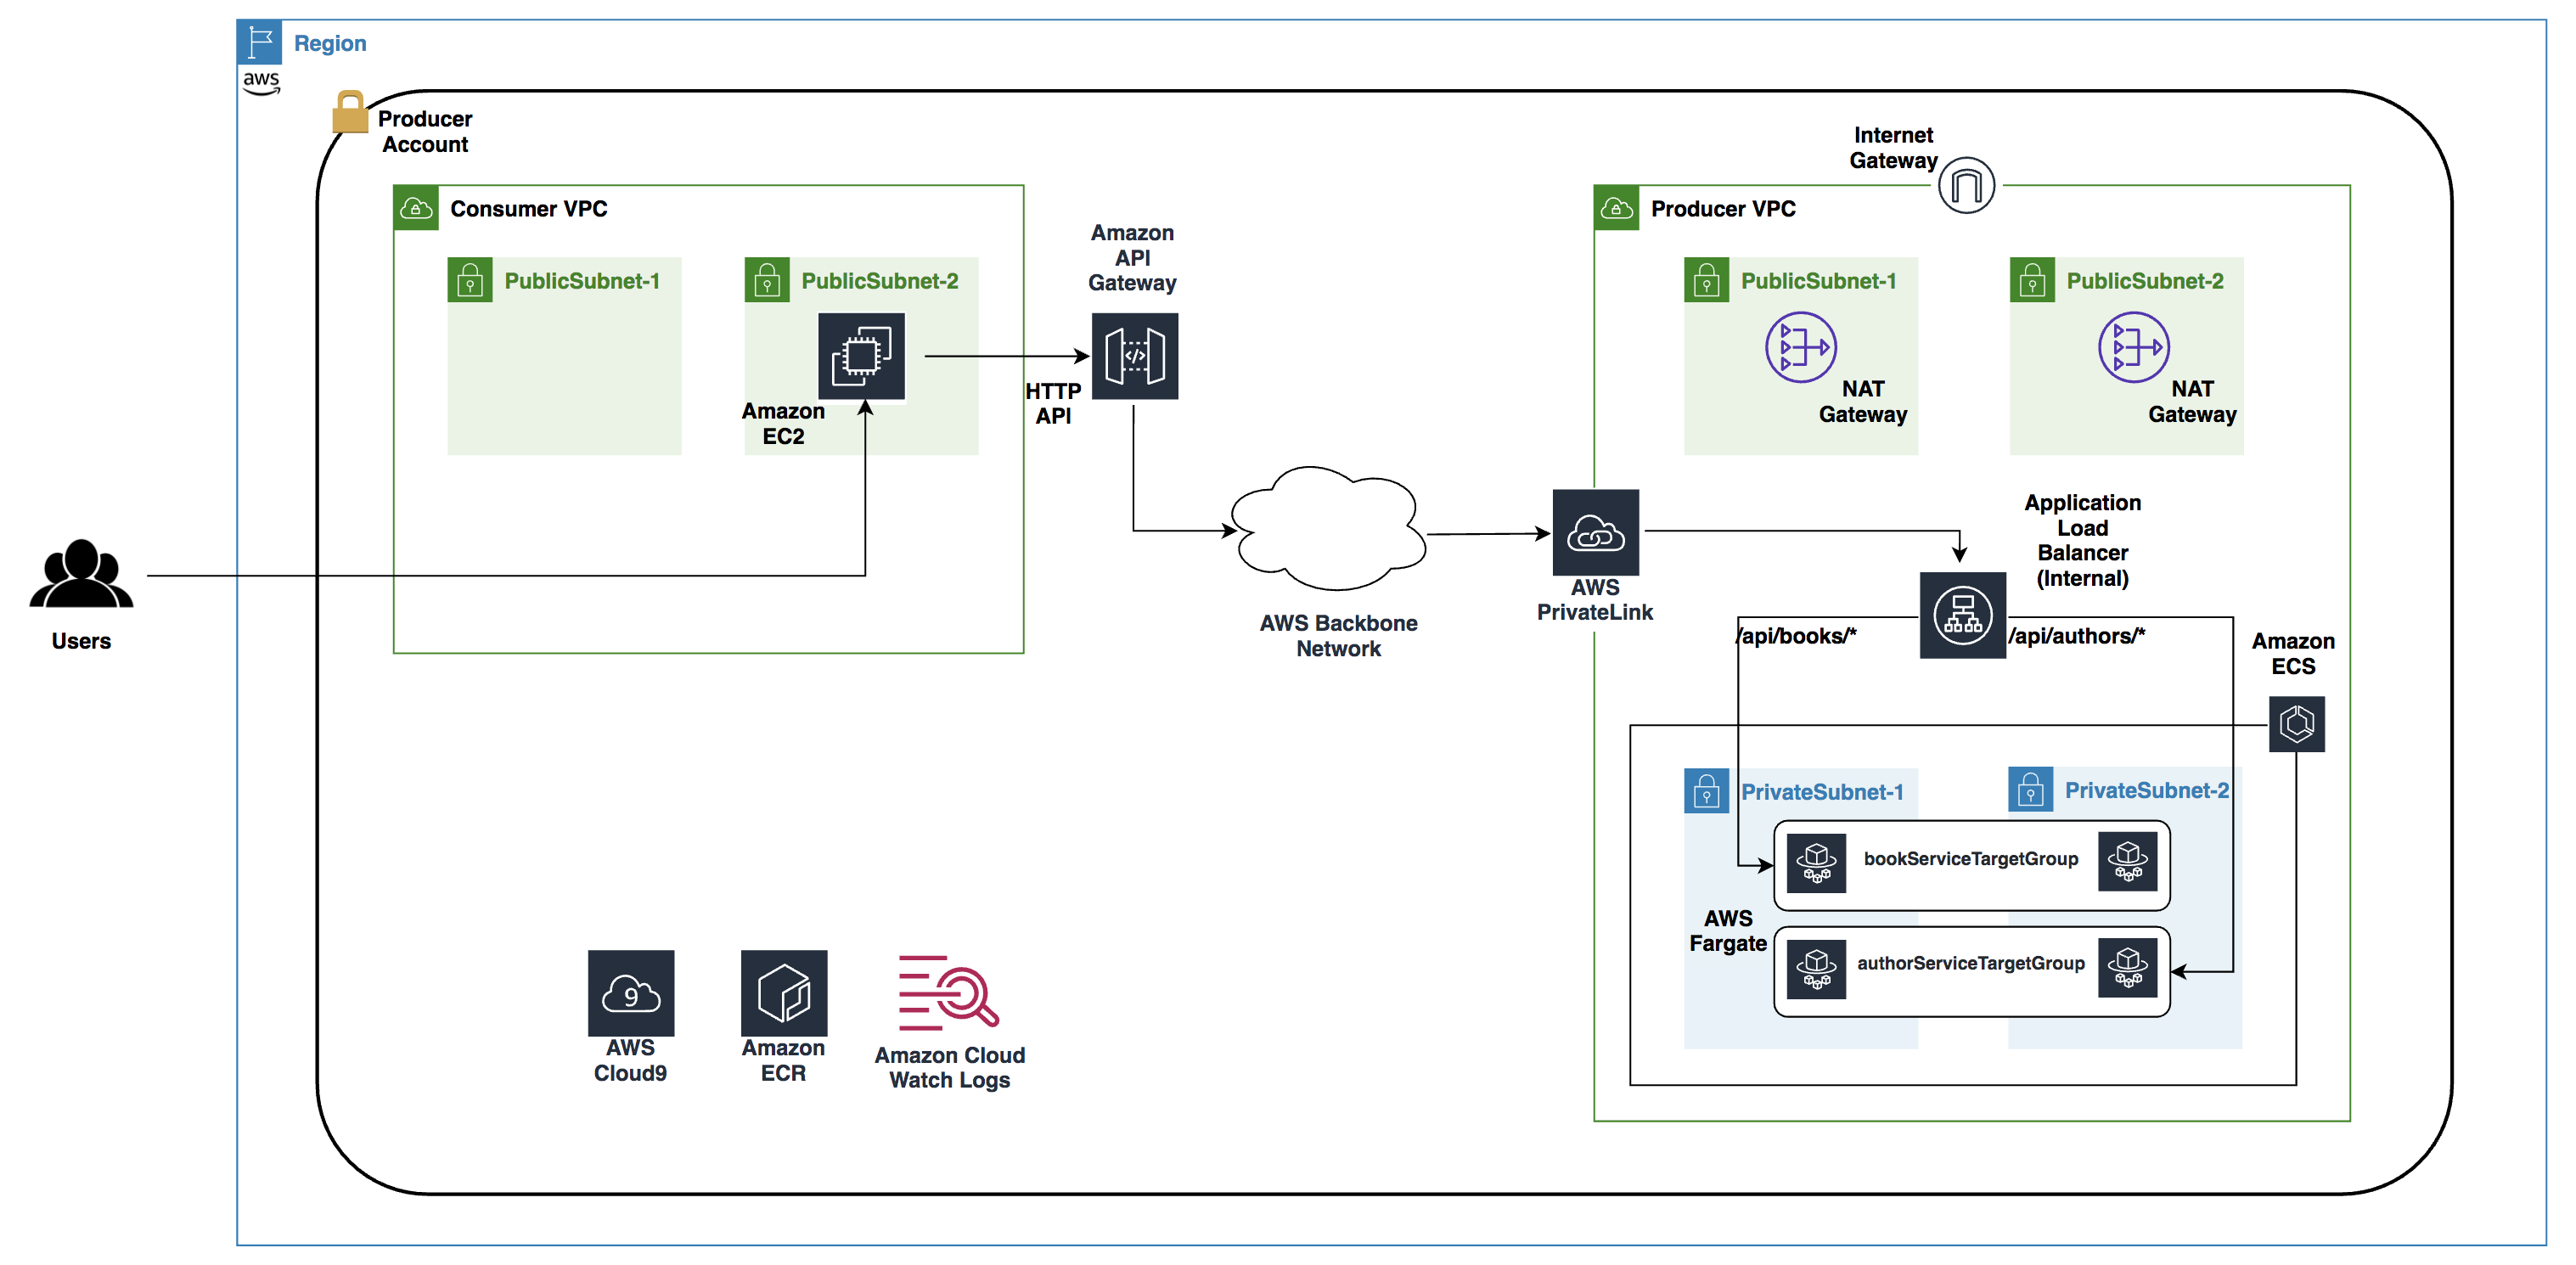 Region
aws
Producer
Account
Consumer VPC
PublicSubnet-1
PublicSubnet-2
Amazon
EC2
HTTP
API
Amazon
API
Gateway
Users
AWS Backbone
Network
AWS
PrivateLink
Internet
Gateway
Producer VPC
PublicSubnet-1
NAT
Gateway
PublicSubnet-2
NAT
Gateway
Application
Load
Balancer
(Internal)
/api/books/*
/api/authors/*
Amazon
ECS
PrivateSubnet-1
PrivateSubnet-2
bookServiceTargetGroup
AWS
Fargate
authorServiceTargetGroup
9
AWS
Cloud9
Amazon
ECR
Amazon Cloud
Watch Logs